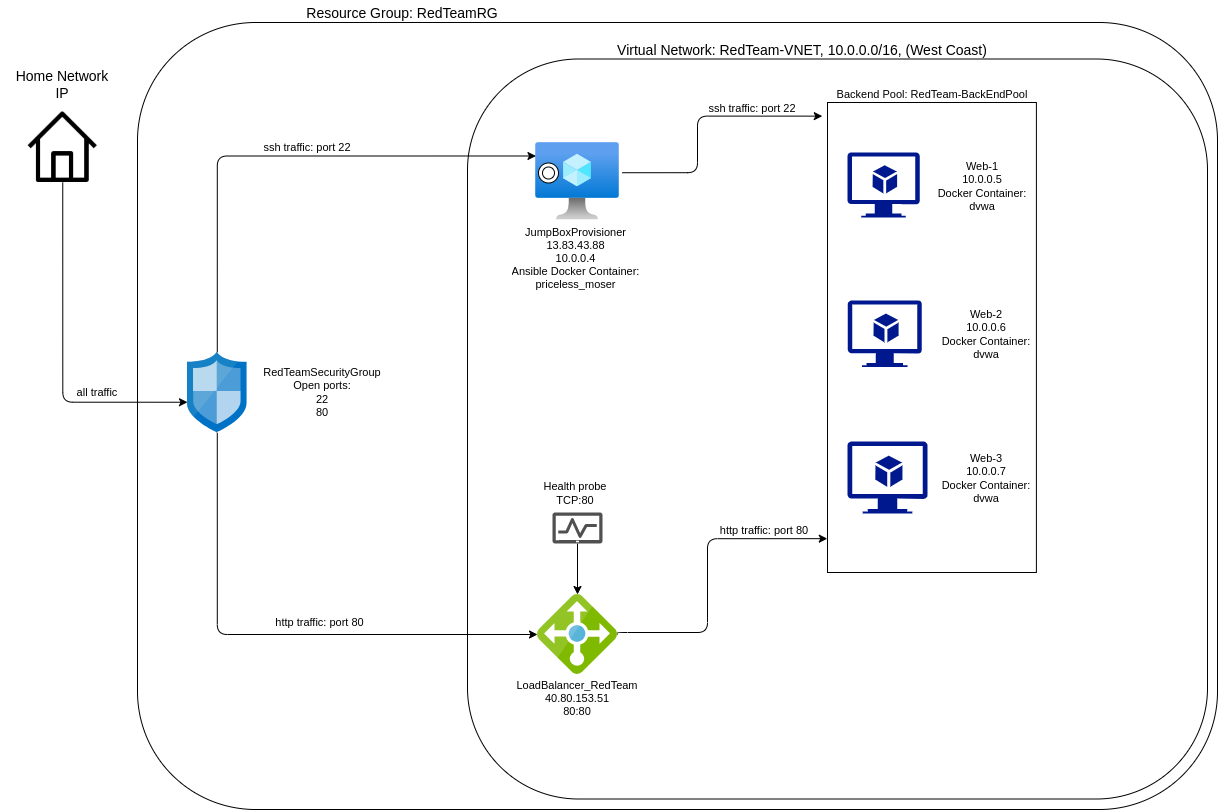 Resource Group: RedTeamRG
Virtual Network: RedTeam-VNET, 10.0.0.0/16, (West Coast)
Home Network
IP
all traffic
RedTeamSecurityGroup
Open ports:
22
80
ssh traffic: port 22
JumpBoxProvisioner
13.83.43.88
10.0.0.4
Ansible Docker Container:
priceless_moser
ssh traffic: port 22
Backend Pool: RedTeam-BackEndPool
Web-1
10.0.0.5
Docker Container:
dvwa
Web-2
10.0.0.6
Docker Container:
dvwa
Web-3
10.0.0.7
Docker Container:
dvwa
Health probe
TCP:80
http traffic: port 80
http traffic: port 80
LoadBalancer_RedTeam
40.80.153.51
80:80